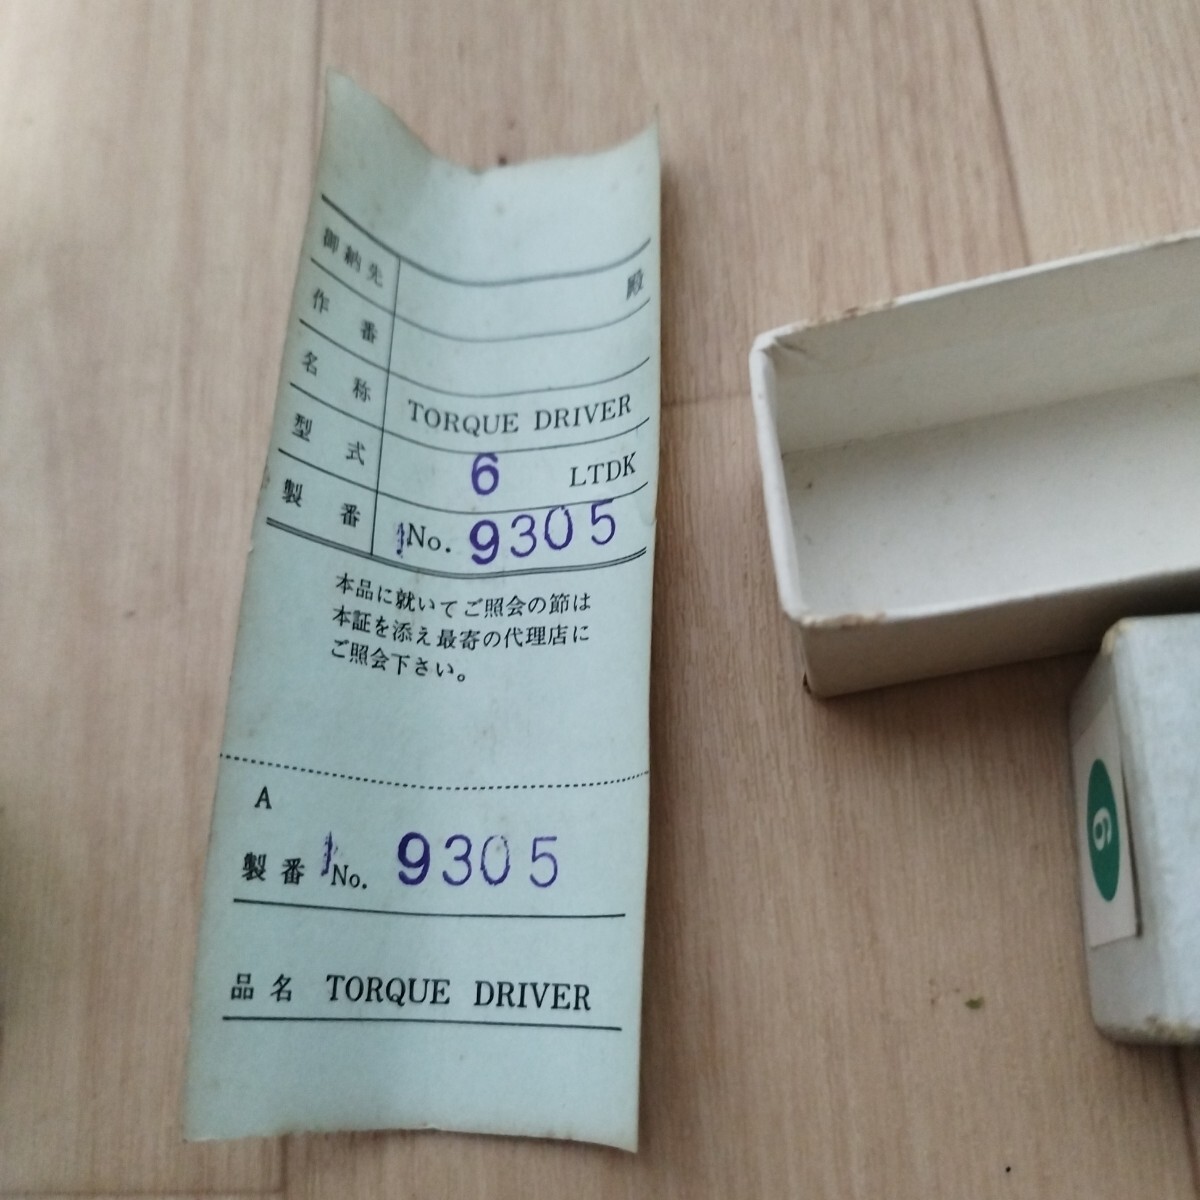 御納先 殿
作番
名称 TORQUE DRIVER
型式 6 LTDK
製番 No. 9305
本品に就いてご照会の節は
本証を添え最寄の代理店に
ご照会下さい。
A
製番 No. 9305
品名 TORQUE DRIVER
6